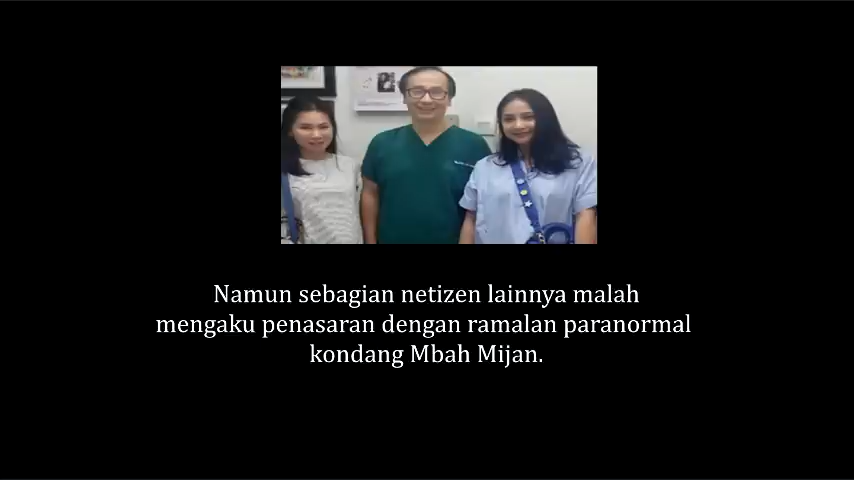 Namun sebagian netizen lainnya malah
mengaku penasaran dengan ramalan paranormal
kondang Mbah Mijan.